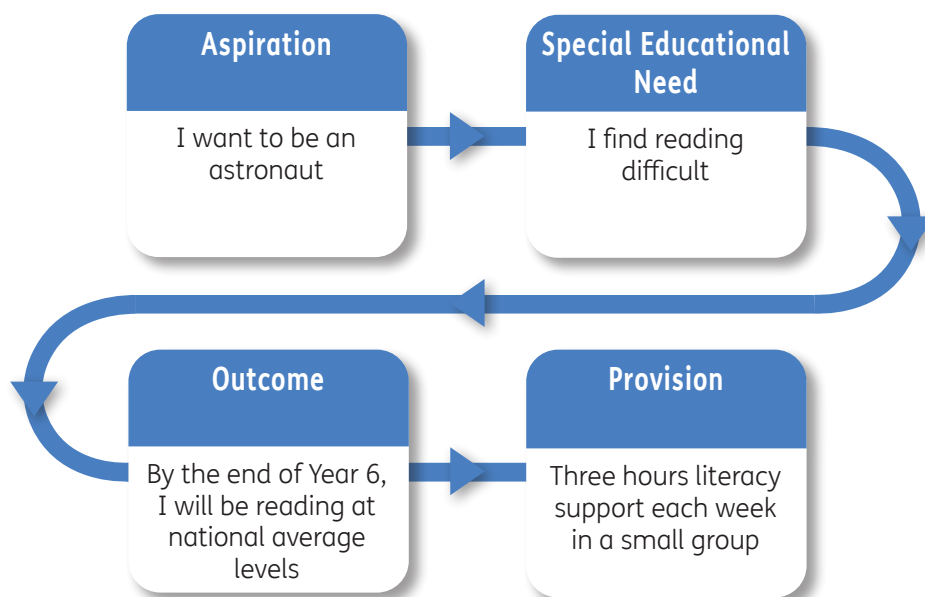 Aspiration
I want to be an
astronaut
Special Educational
Need
I find reading
difficult
Outcome
By the end of Year 6,
I will be reading at
national average
levels
Provision
Three hours literacy
support each week
in a small group